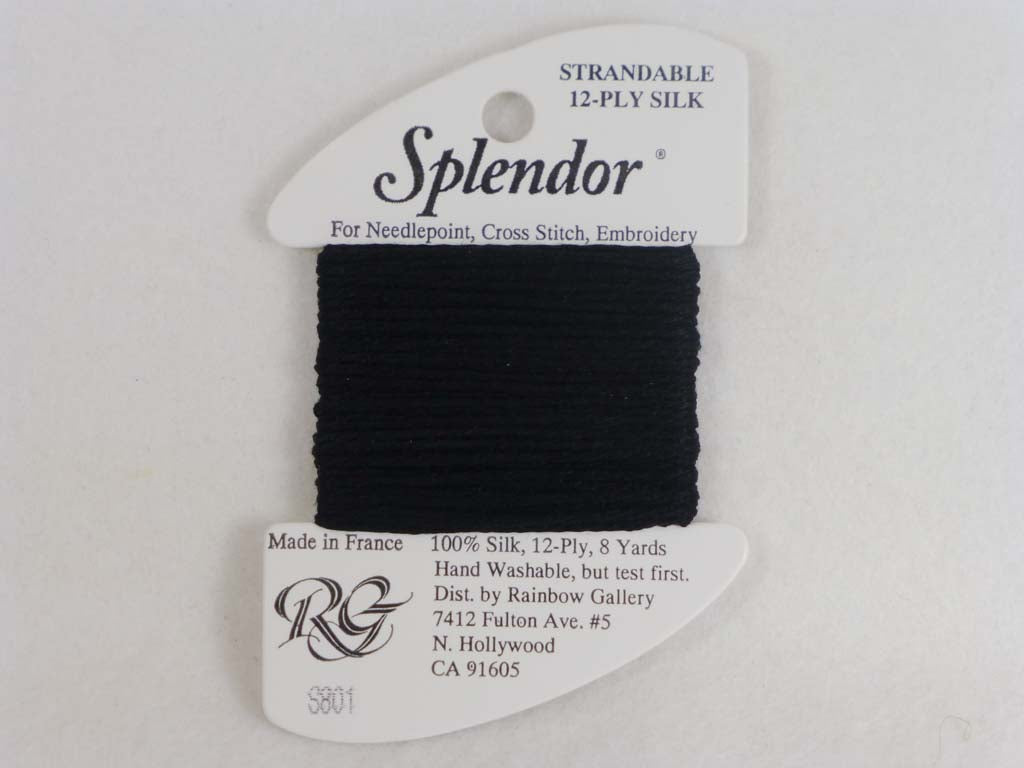 STRANDABLE
12-PLY SILK
Splendor ®
For Needlepoint, Cross Stitch, Embroidery
Made in France
RG
S801
100% Silk, 12-Ply, 8 Yards
Hand Washable, but test first.
Dist. by Rainbow Gallery
7412 Fulton Ave. #5
N. Hollywood
CA 91605